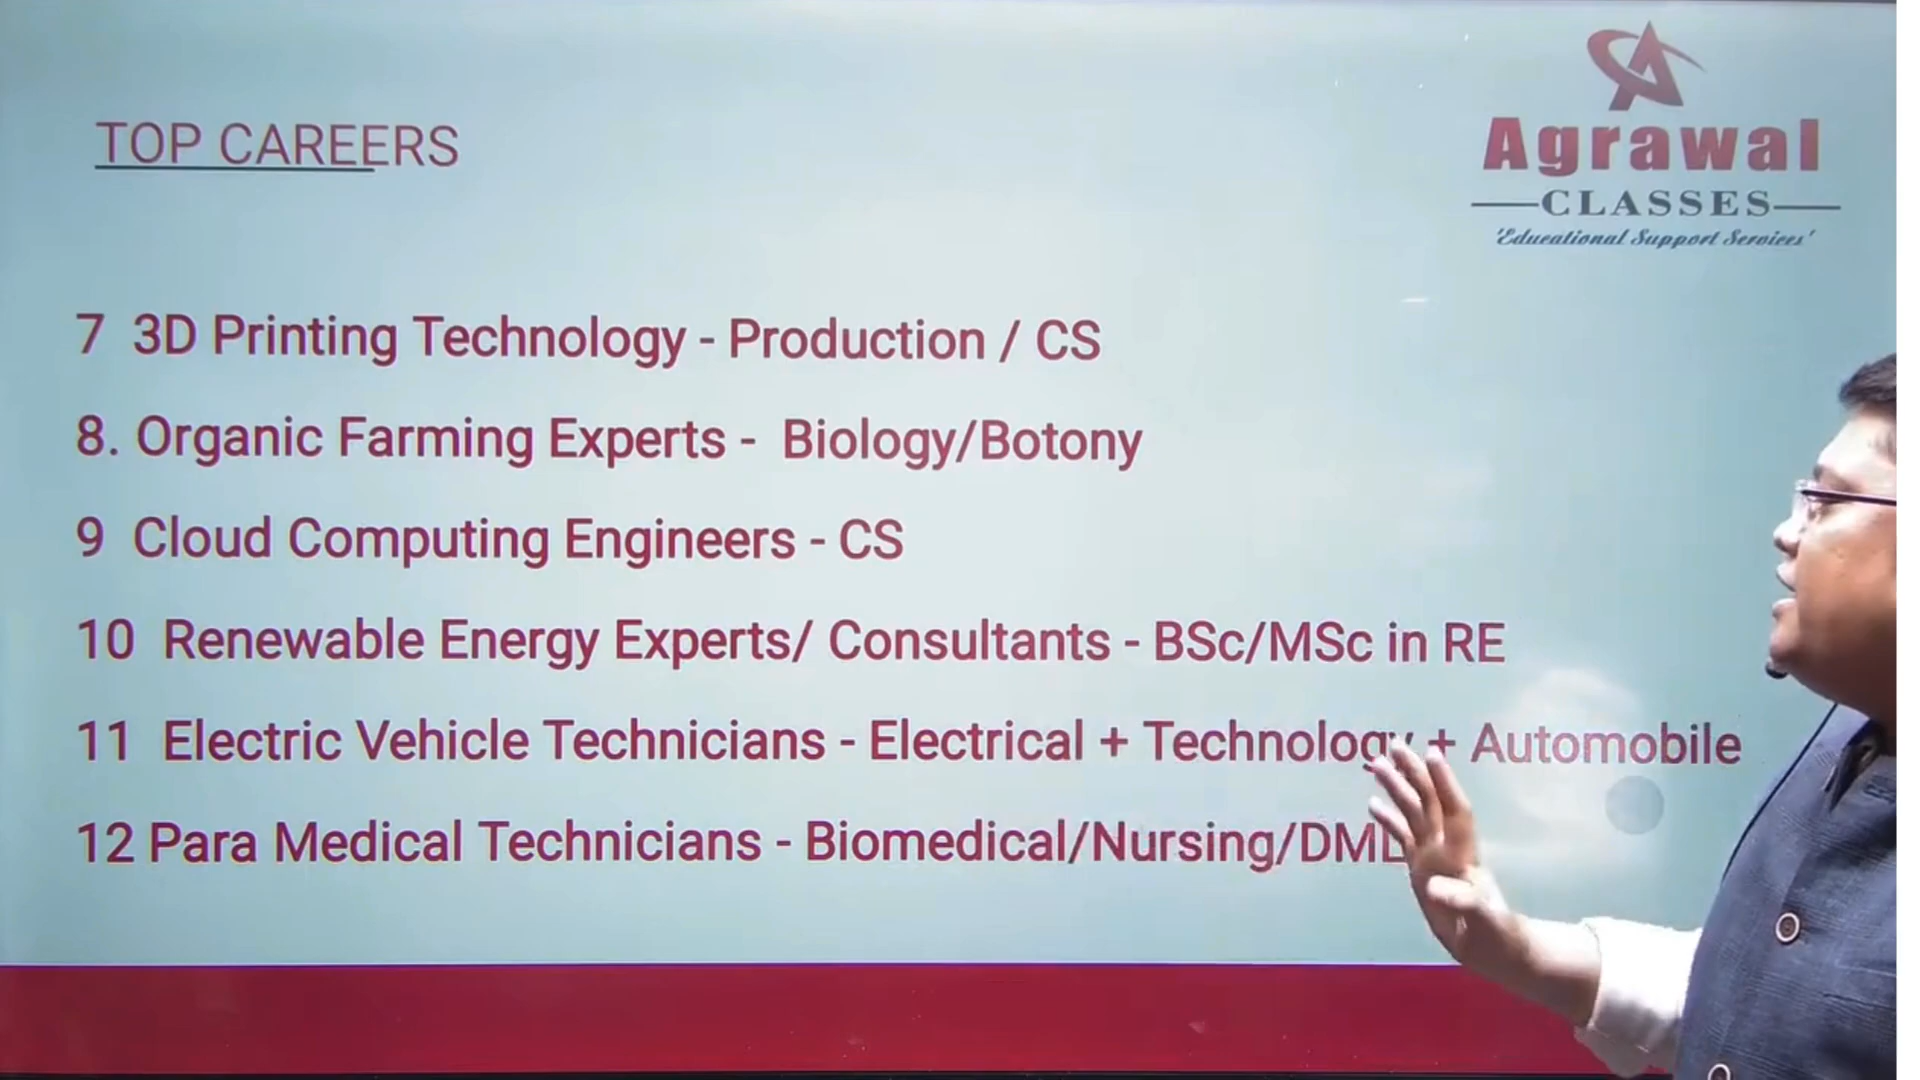 TOP CAREERS
Agrawal
CLASSES
'Educational Support Services'
7 3D Printing Technology - Production / CS
8. Organic Farming Experts - Biology/Botony
9 Cloud Computing Engineers - CS
10 Renewable Energy Experts/ Consultants - BSc/MSc in RE
11 Electric Vehicle Technicians - Electrical + Technology + Automobile
12 Para Medical Technicians - Biomedical/Nursing/